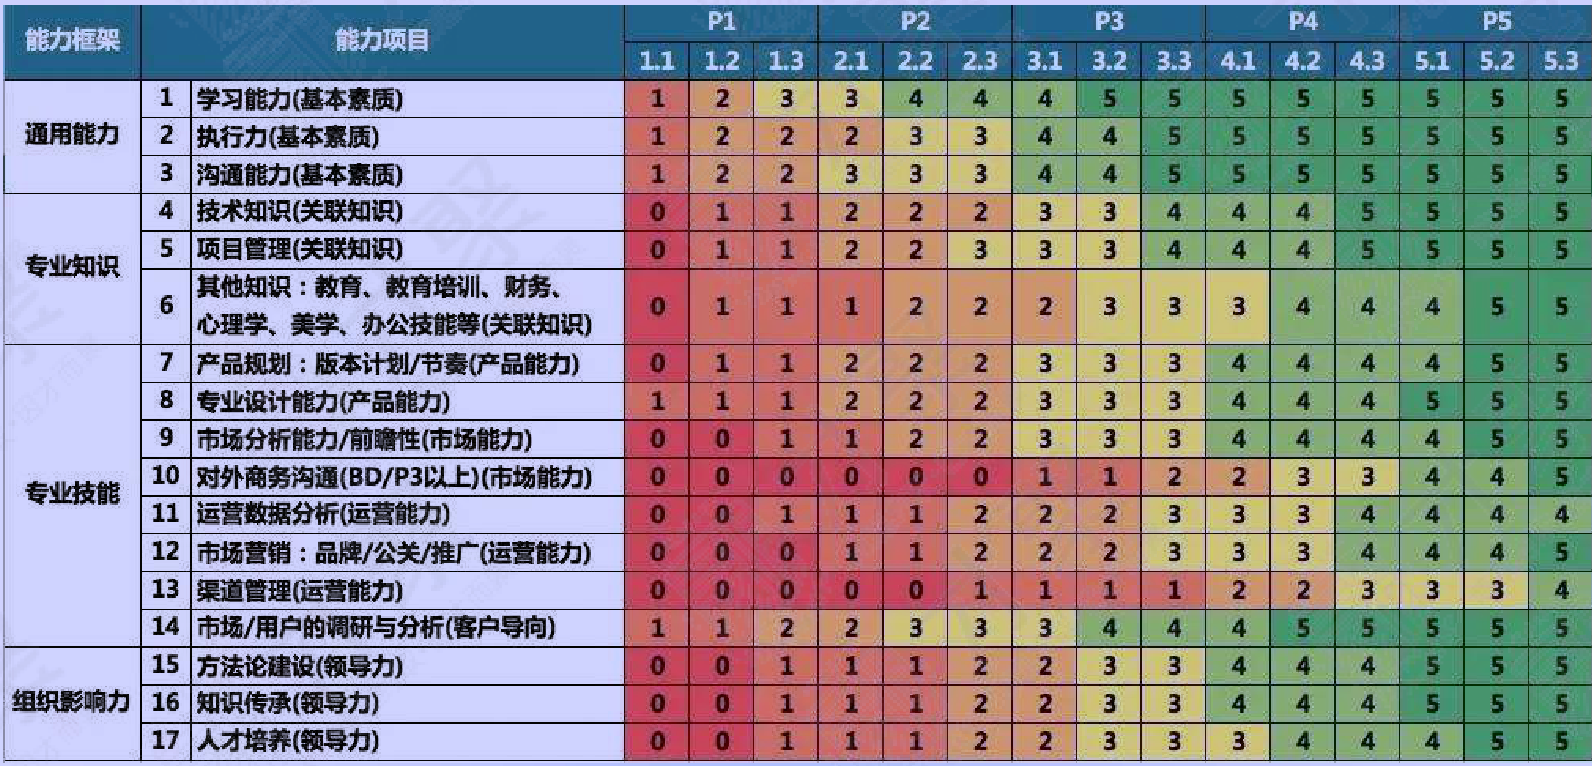 能力框架 能力项目 P1 P2 P3 P4 P5
1.1 1.2 1.3 2.1 2.2 2.3 3.1 3.2 3.3 4.1 4.2 4.3 5.1 5.2 5.3
通用能力
1 学习能力(基本素质) 1 2 3 3 4 4 4 5 5 5 5 5 5 5 5
2 执行力(基本素质) 1 2 2 2 3 3 4 4 5 5 5 5 5 5 5
3 沟通能力(基本素质) 1 2 2 3 3 3 4 4 5 5 5 5 5 5 5
专业知识
4 技术知识(关联知识) 0 1 1 2 2 2 3 3 4 4 4 5 5 5 5
5 项目管理(关联知识) 0 1 1 2 2 3 3 3 4 4 4 5 5 5 5
6 其他知识：教育、教育培训、财务、
心理学、美学、办公技能等(关联知识) 0 1 1 1 2 2 2 3 3 3 4 4 4 5 5
专业技能
7 产品规划：版本计划/节奏(产品能力) 0 1 1 2 2 2 3 3 3 4 4 4 4 5 5
8 专业设计能力(产品能力) 1 1 1 2 2 2 3 3 3 4 4 4 5 5 5
9 市场分析能力/前瞻性(市场能力) 0 0 1 1 2 2 3 3 3 4 4 4 4 5 5
10 对外商务沟通(BD/P3以上)(市场能力) 0 0 0 0 0 0 1 1 2 2 3 3 4 4 5
11 运营数据分析(运营能力) 0 0 1 1 1 2 2 2 3 3 3 4 4 4 4
12 市场营销：品牌/公关/推广(运营能力) 0 0 0 1 1 2 2 2 3 3 3 4 4 4 5
13 渠道管理(运营能力) 0 0 0 0 0 1 1 1 1 2 2 3 3 3 4
14 市场/用户的调研与分析(客户导向) 1 1 2 2 3 3 3 4 4 4 5 5 5 5 5
组织影响力
15 方法论建设(领导力) 0 0 1 1 1 2 2 3 3 4 4 4 5 5 5
16 知识传承(领导力) 0 0 1 1 1 2 2 3 3 4 4 4 5 5 5
17 人才培养(领导力) 0 0 1 1 1 2 2 3 3 3 4 4 4 5 5